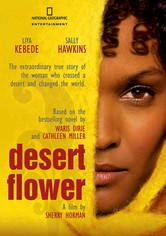 NATIONAL GEOGRAPHIC
ENTERTAINMENT
LIYA
KEBEDE
SALLY
HAWKINS
The extraordinary true story of
the woman who crossed a
desert and changed the world.
Based on the
bestselling novel by
WARIS DIRIE
and CATHLEEN MILLER
desert
flower
A film by
SHERRY HORMAN